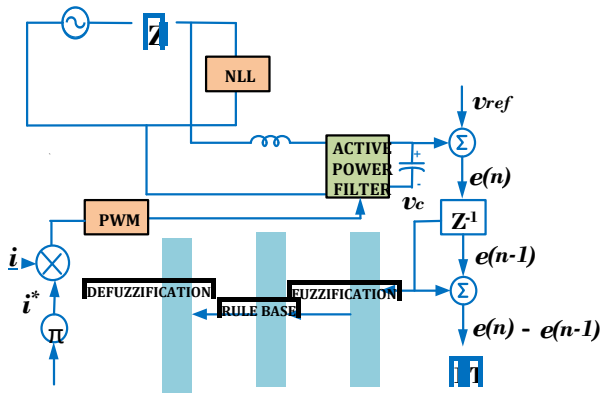 Z
NLL
ACTIVE
POWER
FILTER
+
-
vc
vref
Σ
e(n)
Z-1
e(n-1)
Σ
e(n) - e(n-1)
PWM
i
i*
π
DEFUZZIFICATION
RULE BASE
FUZZIFICATION